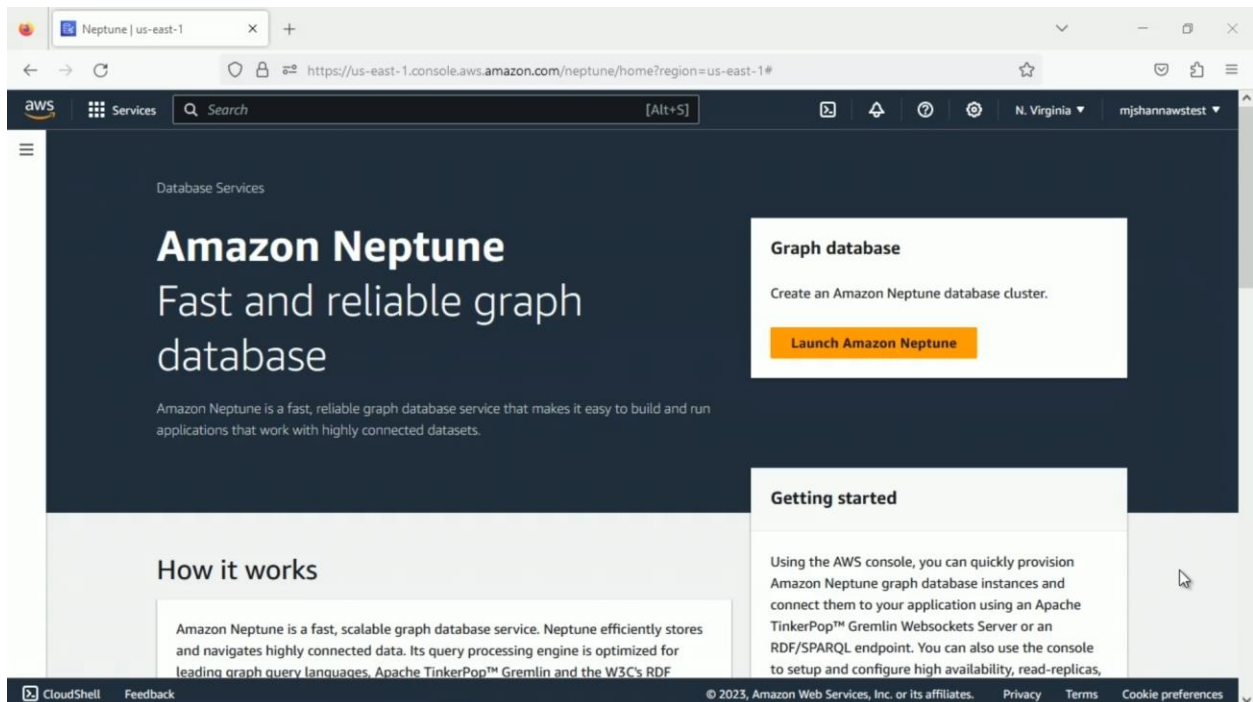 Neptune | us-east-1
https://us-east-1.console.aws.amazon.com/neptune/home?region=us-east-1#
aws
Services
Search
[Alt+S]
N. Virginia
mjshannawstest
Database Services
Amazon Neptune
Fast and reliable graph
database
Amazon Neptune is a fast, reliable graph database service that makes it easy to build and run
applications that work with highly connected datasets.
Graph database
Create an Amazon Neptune database cluster.
Launch Amazon Neptune
How it works
Amazon Neptune is a fast, scalable graph database service. Neptune efficiently stores
and navigates highly connected data. Its query processing engine is optimized for
leading graph query languages, Apache TinkerPop™ Gremlin and the W3C's RDF
Getting started
Using the AWS console, you can quickly provision
Amazon Neptune graph database instances and
connect them to your application using an Apache
TinkerPop™ Gremlin Websockets Server or an
RDF/SPARQL endpoint. You can also use the console
to setup and configure high availability, read-replicas,
CloudShell
Feedback
© 2023, Amazon Web Services, Inc. or its affiliates.
Privacy
Terms
Cookie preferences